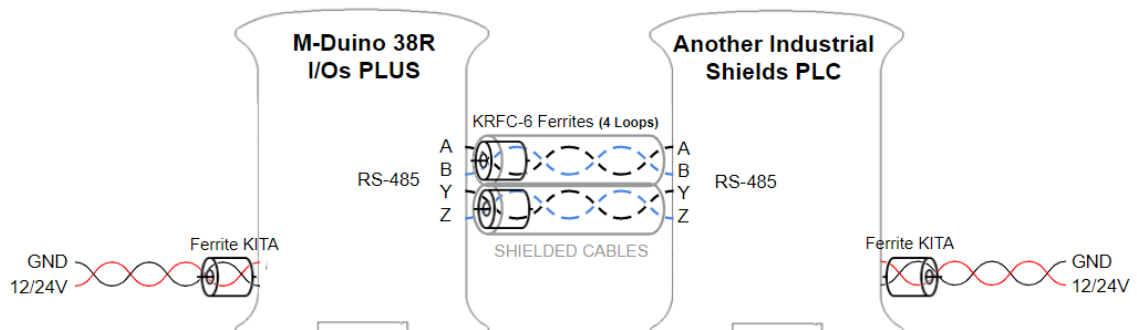 M-Duino 38R
I/Os PLUS
Another Industrial
Shields PLC
KRFC-6 Ferrites (4 Loops)
A
B
Y
Z
RS-485
A
B
Y
Z
RS-485
SHIELDED CABLES
Ferrite KITA
GND
12/24V
Ferrite KITA
GND
12/24V